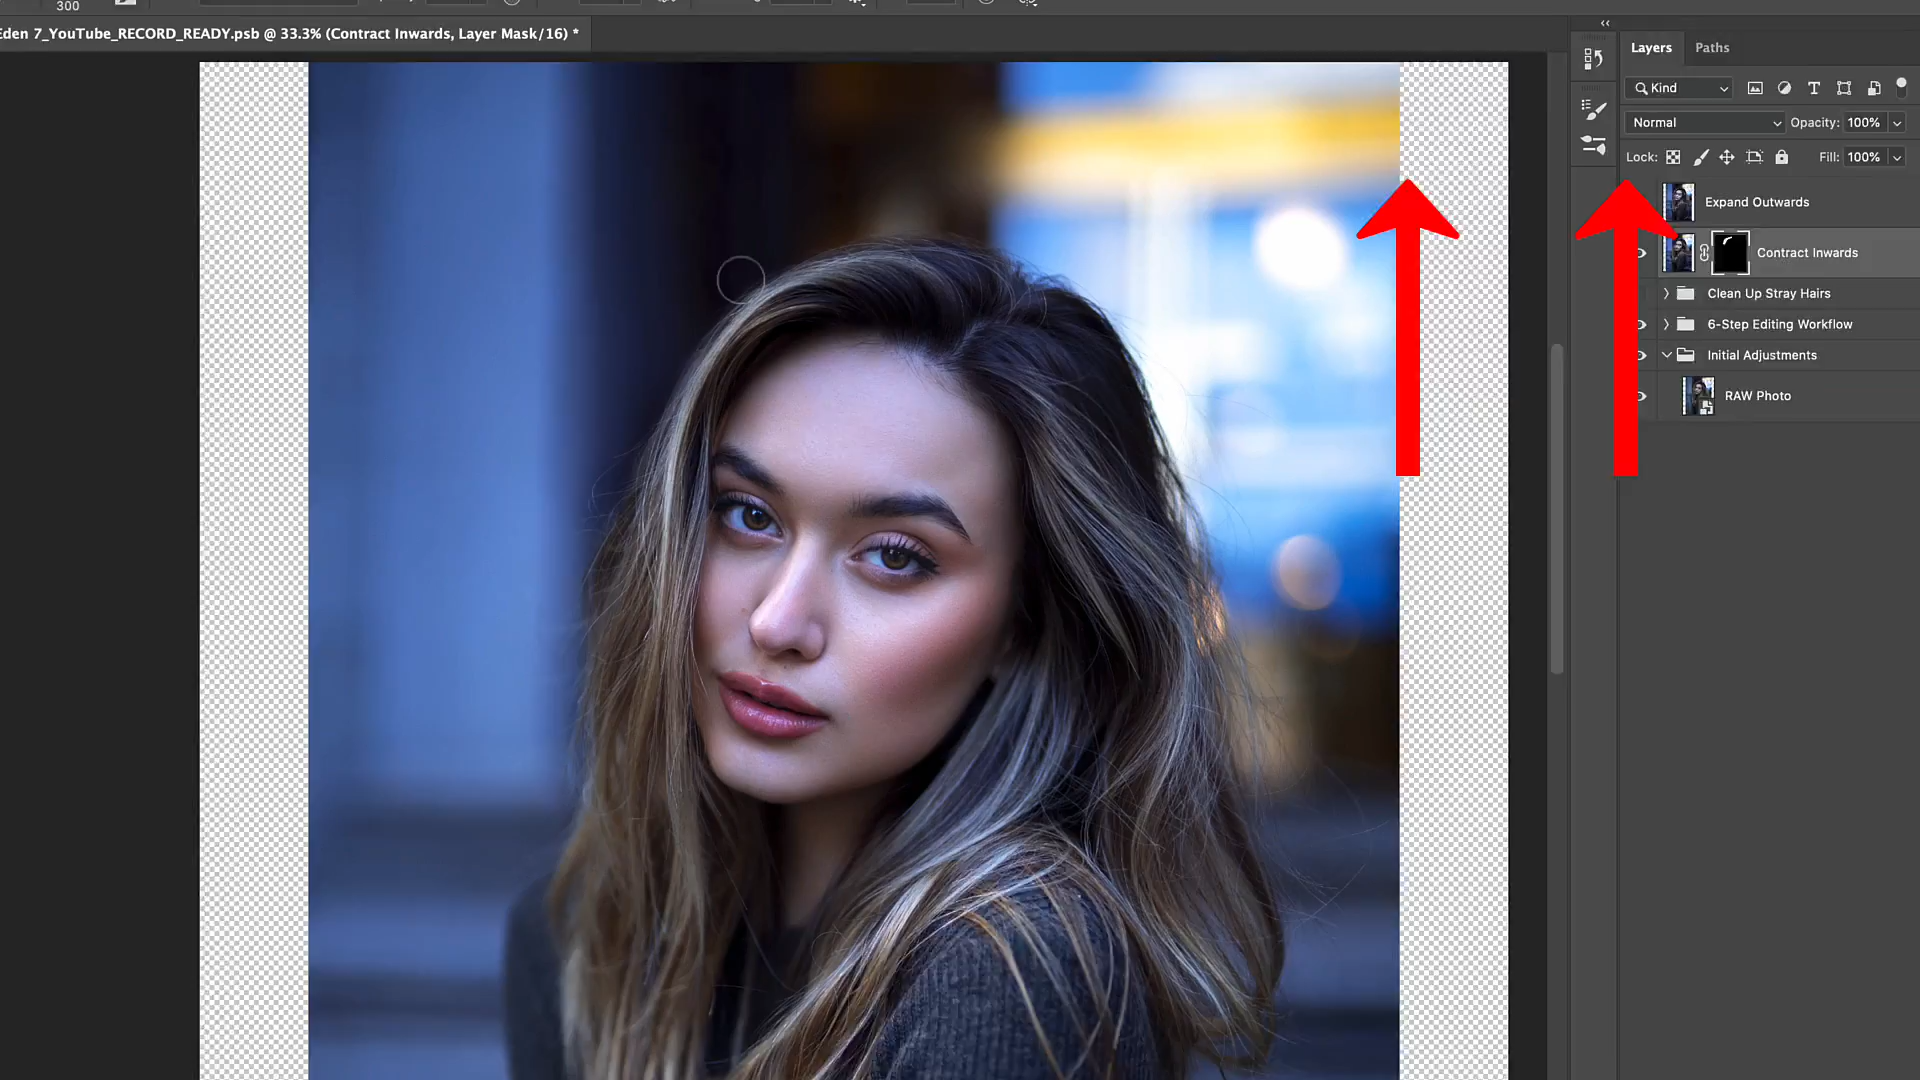 300
Eden 7_YouTube_RECORD_READY.psb @ 33.3% (Contract Inwards, Layer Mask/16) *
Layers Paths
Kind
Normal Opacity: 100%
Lock: Fill: 100%
Expand Outwards
Contract Inwards
Clean Up Stray Hairs
6-Step Editing Workflow
Initial Adjustments
RAW Photo